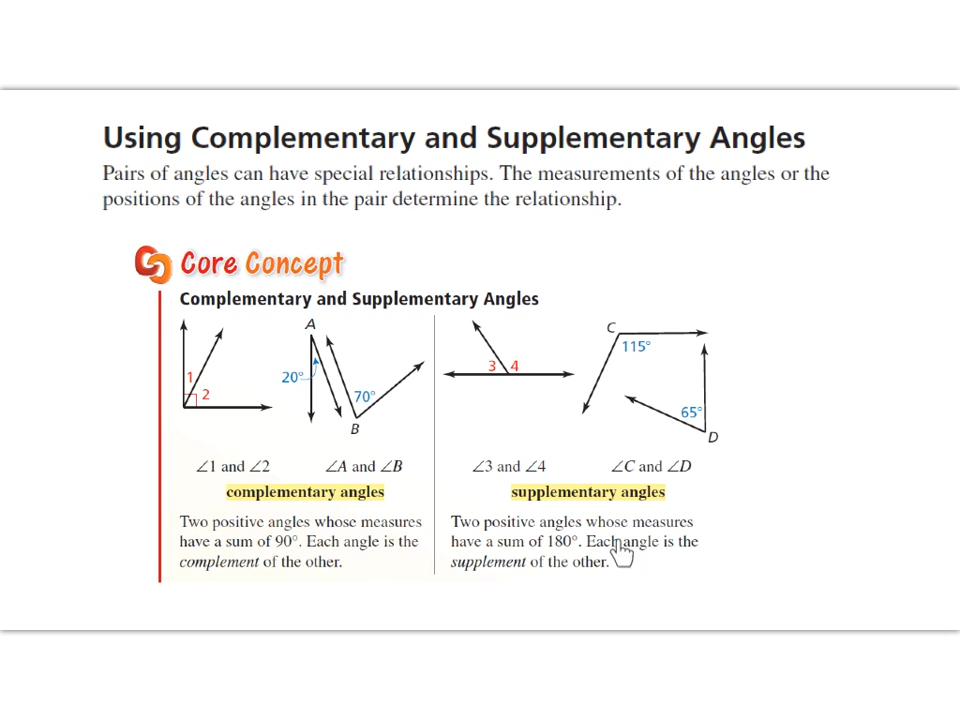 Using Complementary and Supplementary Angles
Pairs of angles can have special relationships. The measurements of the angles or the
positions of the angles in the pair determine the relationship.
Core Concept
Complementary and Supplementary Angles
1
2
A
20°
70°
B
3 4
C
115°
65°
D
∠1 and ∠2
∠A and ∠B
complementary angles
Two positive angles whose measures
have a sum of 90°. Each angle is the
complement of the other.
∠3 and ∠4
∠C and ∠D
supplementary angles
Two positive angles whose measures
have a sum of 180°. Each angle is the
supplement of the other.